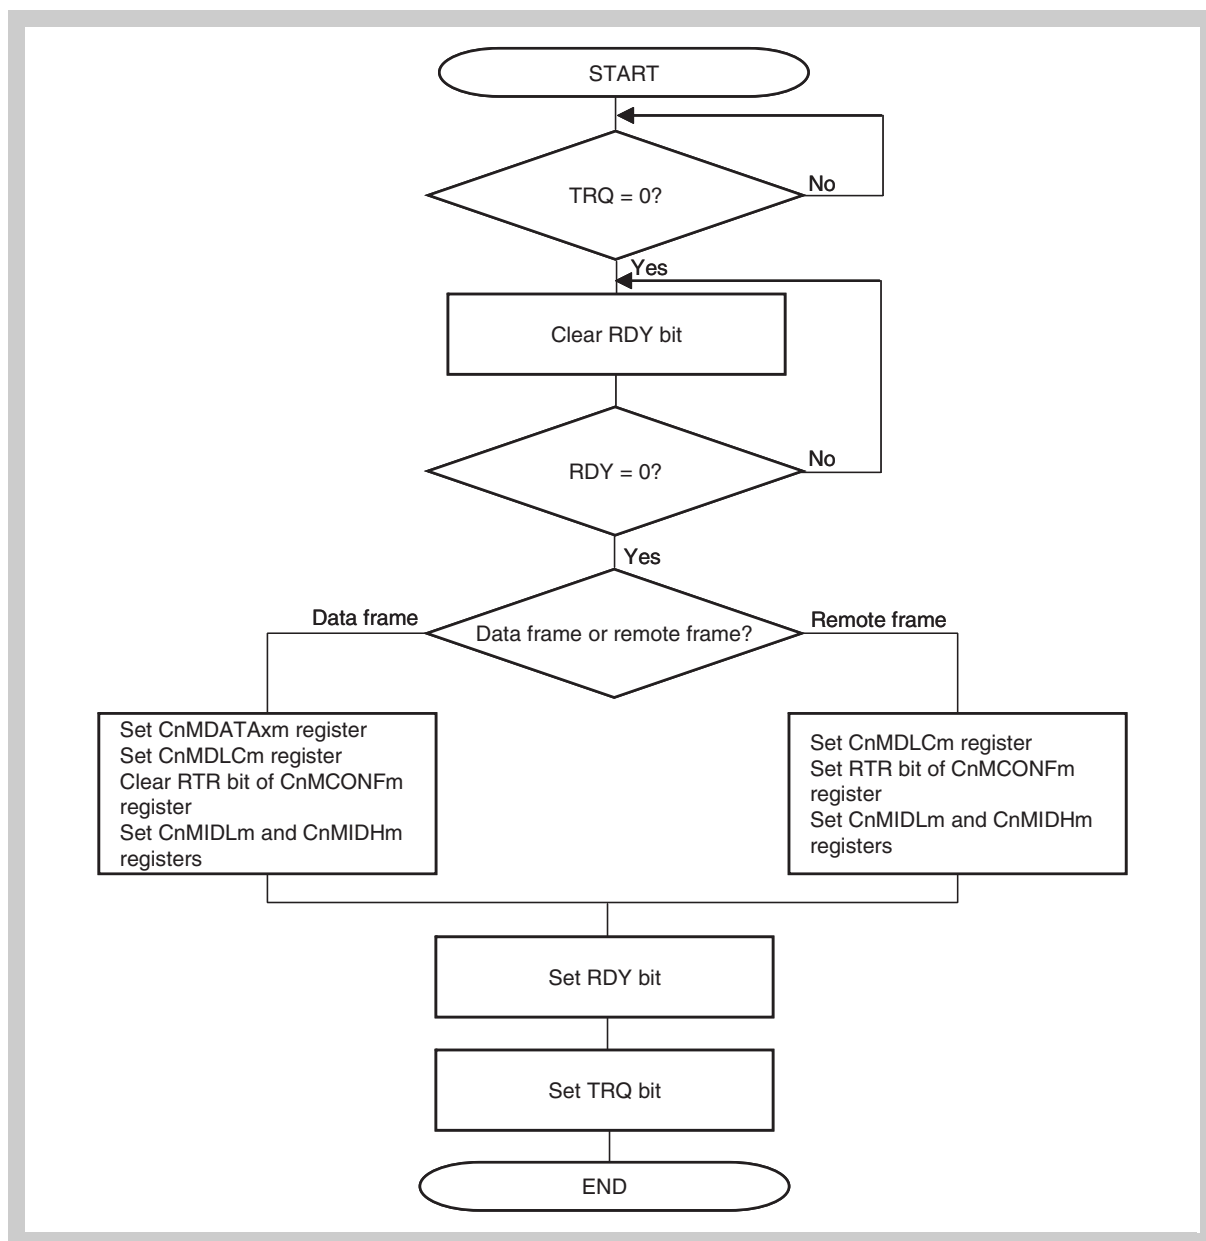 START
TRQ = 0?
No
Yes
Clear RDY bit
RDY = 0?
No
Yes
Data frame or remote frame?
Data frame
Remote frame
Set CnMDATAxm register
Set CnMDLCm register
Clear RTR bit of CnMCONFm
register
Set CnMIDLm and CnMIDHm
registers
Set CnMDLCm register
Set RTR bit of CnMCONFm
register
Set CnMIDLm and CnMIDHm
registers
Set RDY bit
Set TRQ bit
END